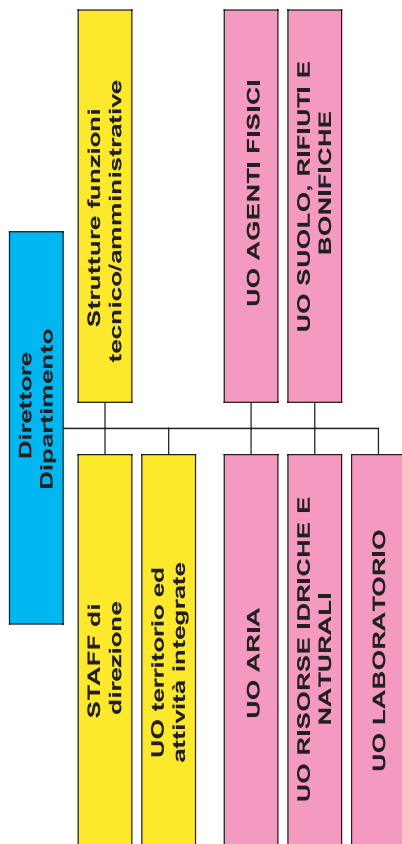 Direttore
Dipartimento
STAFF di
direzione
Strutture funzioni
tecnico/amministrative
UO territorio ed
attività integrate
UO ARIA
UO AGENTI FISICI
UO RISORSE IDRICHE E
NATURALI
UO SUOLO, RIFIUTI E
BONIFICHE
UO LABORATORIO